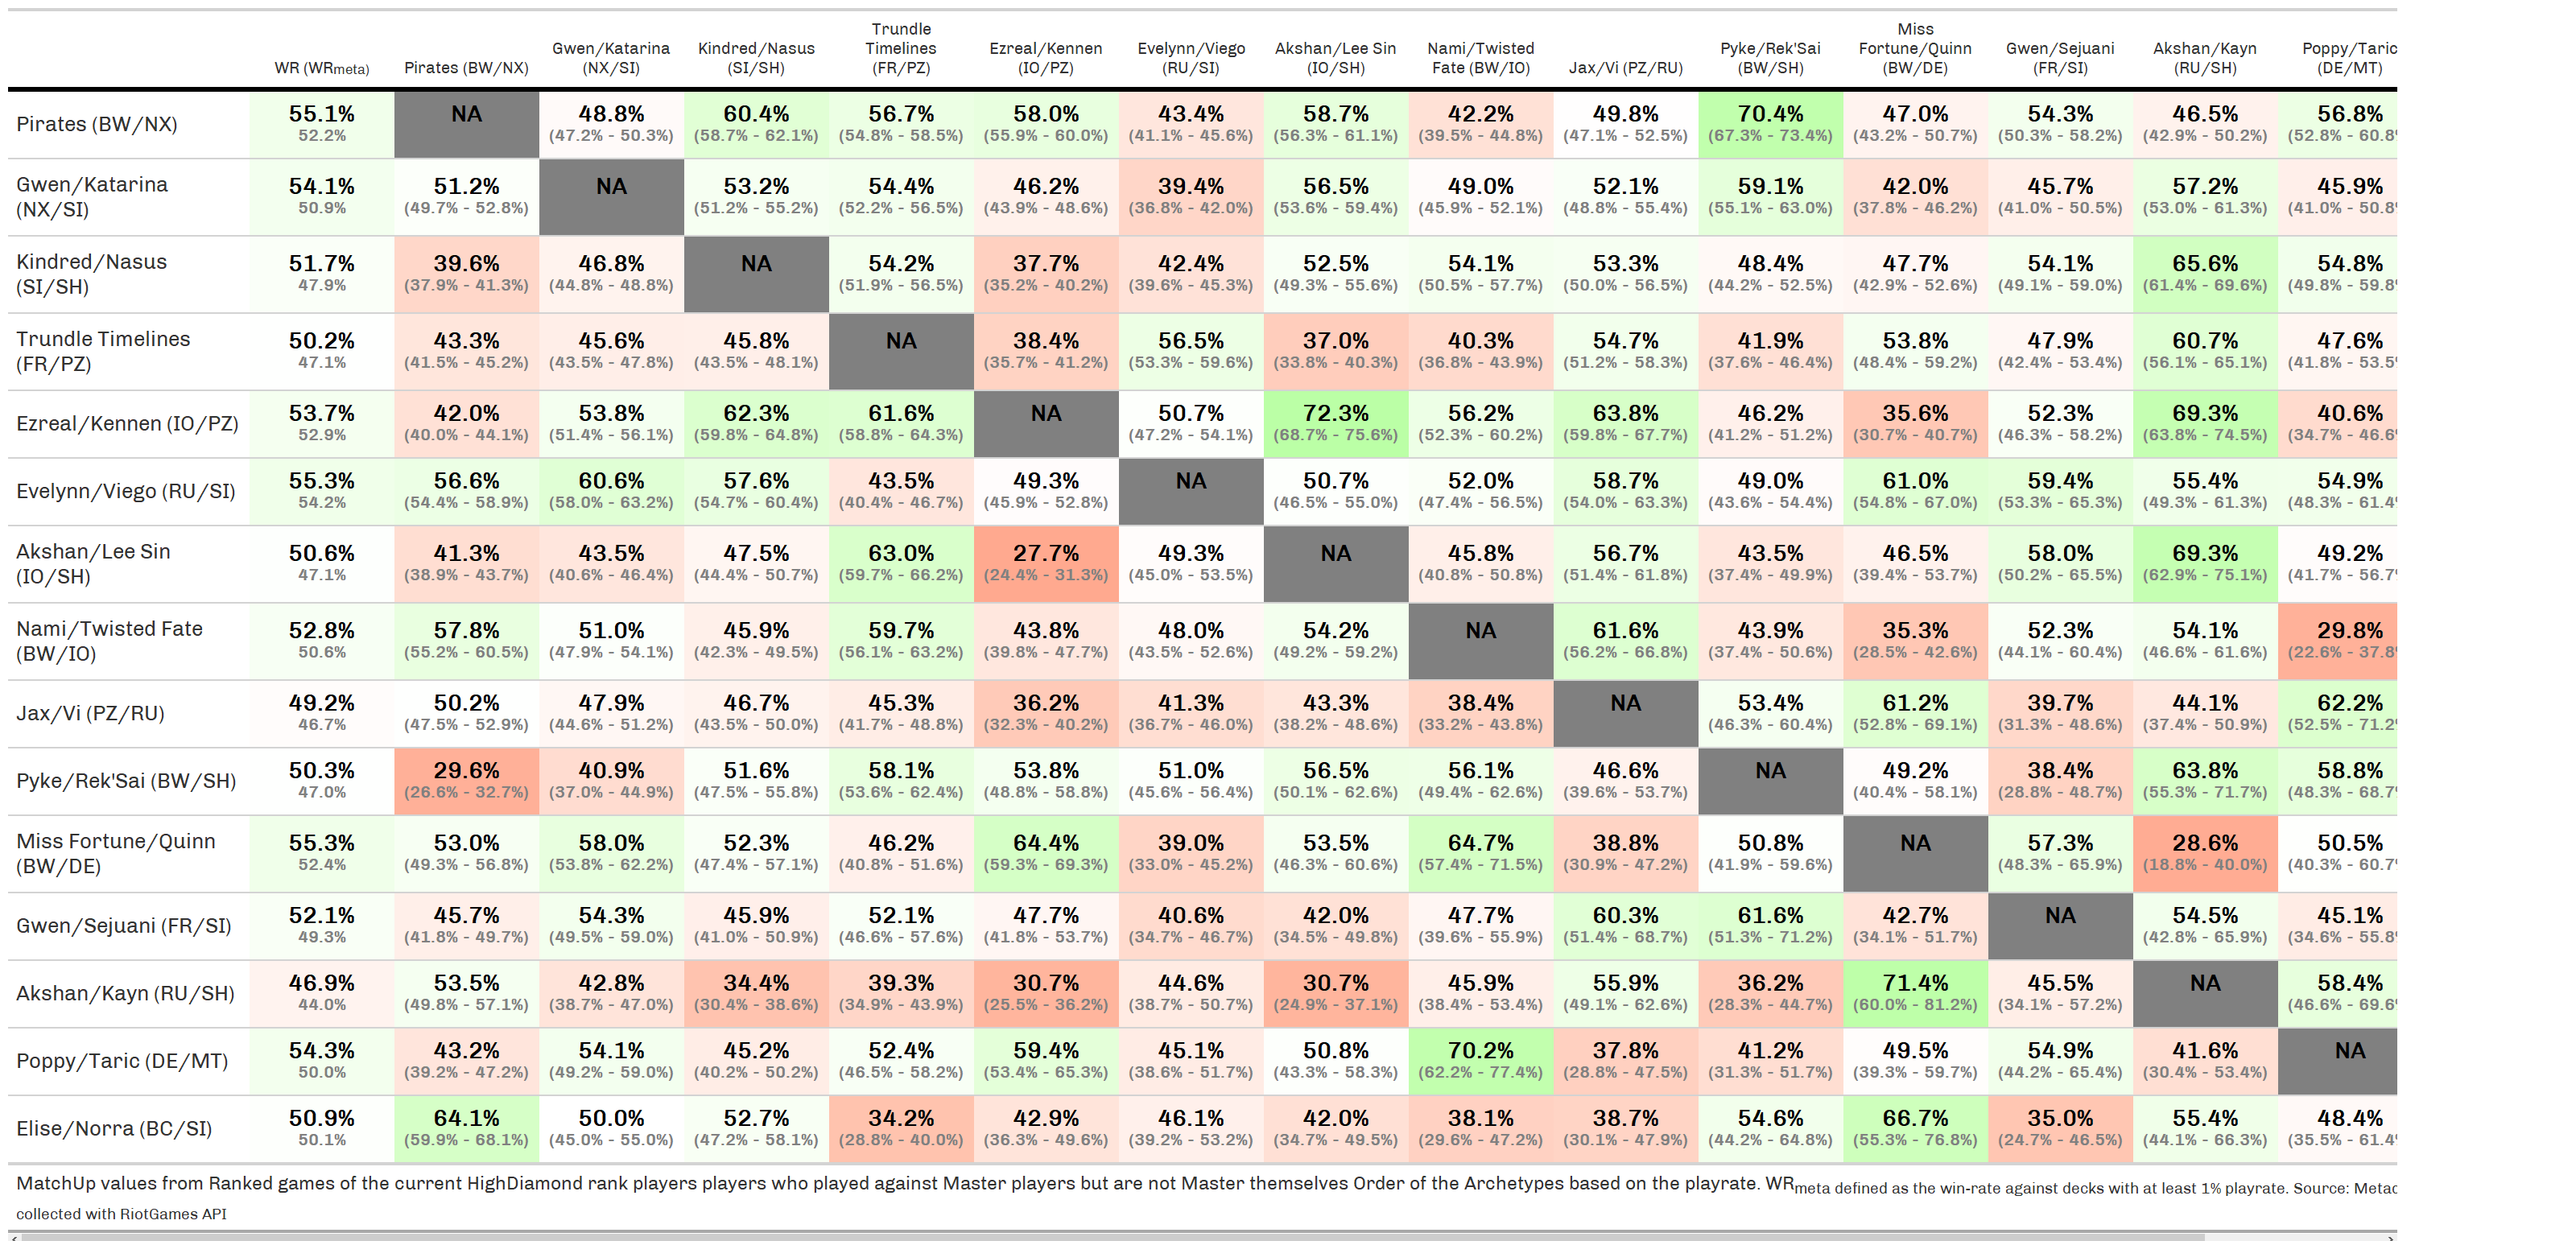 WR (WRmeta) Pirates (BW/NX) Gwen/Katarina (NX/SI) Kindred/Nasus (SI/SH) Trundle Timelines (FR/PZ) Ezreal/Kennen (IO/PZ) Evelynn/Viego (RU/SI) Akshan/Lee Sin (IO/SH) Nami/Twisted Fate (BW/IO) Jax/Vi (PZ/RU) Pyke/Rek'Sai (BW/SH) Miss Fortune/Quinn (BW/DE) Gwen/Sejuani (FR/SI) Akshan/Kayn (RU/SH) Poppy/Taric (DE/MT)
Pirates (BW/NX) 55.1% NA 48.8% 60.4% 56.7% 58.0% 43.4% 58.7% 42.2% 49.8% 70.4% 47.0% 54.3% 46.5% 56.8%
52.2% (47.2% - 50.3%) (58.7% - 62.1%) (54.8% - 58.5%) (55.9% - 60.0%) (41.1% - 45.6%) (56.3% - 61.1%) (39.5% - 44.8%) (47.1% - 52.5%) (67.3% - 73.4%) (43.2% - 50.7%) (50.3% - 58.2%) (42.9% - 50.2%) (52.8% - 60.8%
Gwen/Katarina (NX/SI) 54.1% 51.2% NA 53.2% 54.4% 46.2% 39.4% 56.5% 49.0% 52.1% 59.1% 42.0% 45.7% 57.2% 45.9%
50.9% (49.7% - 52.8%) (51.2% - 55.2%) (52.2% - 56.5%) (43.9% - 48.6%) (36.8% - 42.0%) (53.6% - 59.4%) (45.9% - 52.1%) (48.8% - 55.4%) (55.1% - 63.0%) (37.8% - 46.2%) (41.0% - 50.5%) (53.0% - 61.3%) (41.0% - 50.8%
Kindred/Nasus (SI/SH) 51.7% 39.6% 46.8% NA 54.2% 37.7% 42.4% 52.5% 54.1% 53.3% 48.4% 47.7% 54.1% 65.6% 54.8%
47.9% (37.9% - 41.3%) (44.8% - 48.8%) (51.9% - 56.5%) (35.2% - 40.2%) (39.6% - 45.3%) (49.3% - 55.6%) (50.5% - 57.7%) (50.0% - 56.5%) (44.2% - 52.5%) (42.9% - 52.6%) (49.1% - 59.0%) (61.4% - 69.6%) (49.8% - 59.8%
Trundle Timelines (FR/PZ) 50.2% 43.3% 45.6% 45.8% NA 38.4% 56.5% 37.0% 40.3% 54.7% 41.9% 53.8% 47.9% 60.7% 47.6%
47.1% (41.5% - 45.2%) (43.5% - 47.8%) (43.5% - 48.1%) (35.7% - 41.2%) (53.3% - 59.6%) (33.8% - 40.3%) (36.8% - 43.9%) (51.2% - 58.3%) (37.6% - 46.4%) (48.4% - 59.2%) (42.4% - 53.4%) (56.1% - 65.1%) (41.8% - 53.5
Ezreal/Kennen (IO/PZ) 53.7% 42.0% 53.8% 62.3% 61.6% NA 50.7% 72.3% 56.2% 63.8% 46.2% 35.6% 52.3% 69.3% 40.6%
52.9% (40.0% - 44.1%) (51.4% - 56.1%) (59.8% - 64.8%) (58.8% - 64.3%) (47.2% - 54.1%) (68.7% - 75.6%) (52.3% - 60.2%) (59.8% - 67.7%) (41.2% - 51.2%) (30.7% - 40.7%) (46.3% - 58.2%) (63.8% - 74.5%) (34.7% - 46.6
Evelynn/Viego (RU/SI) 55.3% 56.6% 60.6% 57.6% 43.5% 49.3% NA 50.7% 52.0% 58.7% 49.0% 61.0% 59.4% 55.4% 54.9%
54.2% (54.4% - 58.9%) (58.0% - 63.2%) (54.7% - 60.4%) (40.4% - 46.7%) (45.9% - 52.8%) (46.5% - 55.0%) (47.4% - 56.5%) (54.0% - 63.3%) (43.6% - 54.4%) (54.8% - 67.0%) (53.3% - 65.3%) (49.3% - 61.3%) (48.3% - 61.4
Akshan/Lee Sin (IO/SH) 50.6% 41.3% 43.5% 47.5% 63.0% 27.7% 49.3% NA 45.8% 56.7% 43.5% 46.5% 58.0% 69.3% 49.2%
47.1% (38.9% - 43.7%) (40.6% - 46.4%) (44.4% - 50.7%) (59.7% - 66.2%) (24.4% - 31.3%) (45.0% - 53.5%) (40.8% - 50.8%) (51.4% - 61.8%) (37.4% - 49.9%) (39.4% - 53.7%) (50.2% - 65.5%) (62.9% - 75.1%) (41.7% - 56.7
Nami/Twisted Fate (BW/IO) 52.8% 57.8% 51.0% 45.9% 59.7% 43.8% 48.0% 54.2% NA 61.6% 43.9% 35.3% 52.3% 54.1% 29.8%
50.6% (55.2% - 60.5%) (47.9% - 54.1%) (42.3% - 49.5%) (56.1% - 63.2%) (39.8% - 47.7%) (43.5% - 52.6%) (49.2% - 59.2%) (56.2% - 66.8%) (37.4% - 50.6%) (28.5% - 42.6%) (44.1% - 60.4%) (46.6% - 61.6%) (22.6% - 37.8
Jax/Vi (PZ/RU) 49.2% 50.2% 47.9% 46.7% 45.3% 36.2% 41.3% 43.3% 38.4% NA 53.4% 61.2% 39.7% 44.1% 62.2%
46.7% (47.5% - 52.9%) (44.6% - 51.2%) (43.5% - 50.0%) (41.7% - 48.8%) (32.3% - 40.2%) (36.7% - 46.0%) (38.2% - 48.6%) (33.2% - 43.8%) (46.3% - 60.4%) (52.8% - 69.1%) (31.3% - 48.6%) (37.4% - 50.9%) (52.5% - 71.2
Pyke/Rek'Sai (BW/SH) 50.3% 29.6% 40.9% 51.6% 58.1% 53.8% 51.0% 56.5% 56.1% 46.6% NA 49.2% 38.4% 63.8% 58.8%
47.0% (26.6% - 32.7%) (37.0% - 44.9%) (47.5% - 55.8%) (53.6% - 62.4%) (48.8% - 58.8%) (45.6% - 56.4%) (50.1% - 62.6%) (49.4% - 62.6%) (39.6% - 53.7%) (40.4% - 58.1%) (28.8% - 48.7%) (55.3% - 71.7%) (48.3% - 68.7
Miss Fortune/Quinn (BW/DE) 55.3% 53.0% 58.0% 52.3% 46.2% 64.4% 39.0% 53.5% 64.7% 38.8% 50.8% NA 57.3% 28.6% 50.5%
52.4% (49.3% - 56.8%) (53.8% - 62.2%) (47.4% - 57.1%) (40.8% - 51.6%) (59.3% - 69.3%) (33.0% - 45.2%) (46.3% - 60.6%) (57.4% - 71.5%) (30.9% - 47.2%) (41.9% - 59.6%) (48.3% - 65.9%) (18.8% - 40.0%) (40.3% - 60.7
Gwen/Sejuani (FR/SI) 52.1% 45.7% 54.3% 45.9% 52.1% 47.7% 40.6% 42.0% 47.7% 60.3% 61.6% 42.7% NA 54.5% 45.1%
49.3% (41.8% - 49.7%) (49.5% - 59.0%) (41.0% - 50.9%) (46.6% - 57.6%) (41.8% - 53.7%) (34.7% - 46.7%) (34.5% - 49.8%) (39.6% - 55.9%) (51.4% - 68.7%) (51.3% - 71.2%) (34.1% - 51.7%) (42.8% - 65.9%) (34.6% - 55.8
Akshan/Kayn (RU/SH) 46.9% 53.5% 42.8% 34.4% 39.3% 30.7% 44.6% 30.7% 45.9% 55.9% 36.2% 71.4% 45.5% NA 58.4%
44.0% (49.8% - 57.1%) (38.7% - 47.0%) (30.4% - 38.6%) (34.9% - 43.9%) (25.5% - 36.2%) (38.7% - 50.7%) (24.9% - 37.1%) (38.4% - 53.4%) (49.1% - 62.6%) (28.3% - 44.7%) (60.0% - 81.2%) (34.1% - 57.2%) (46.6% - 69.6
Poppy/Taric (DE/MT) 54.3% 43.2% 54.1% 45.2% 52.4% 59.4% 45.1% 50.8% 70.2% 37.8% 41.2% 49.5% 54.9% 41.6% NA
50.0% (39.2% - 47.2%) (49.2% - 59.0%) (40.2% - 50.2%) (46.5% - 58.2%) (53.4% - 65.3%) (38.6% - 51.7%) (43.3% - 58.3%) (62.2% - 77.4%) (28.8% - 47.5%) (31.3% - 51.7%) (39.3% - 59.7%) (44.2% - 65.4%) (30.4% - 53.4%)
Elise/Norra (BC/SI) 50.9% 64.1% 50.0% 52.7% 34.2% 42.9% 46.1% 42.0% 38.1% 38.7% 54.6% 66.7% 35.0% 55.4% 48.4%
50.1% (59.9% - 68.1%) (45.0% - 55.0%) (47.2% - 58.1%) (28.8% - 40.0%) (36.3% - 49.6%) (39.2% - 53.2%) (34.7% - 49.5%) (29.6% - 47.2%) (30.1% - 47.9%) (44.2% - 64.8%) (55.3% - 76.8%) (24.7% - 46.5%) (44.1% - 66.3%) (35.5% - 61.4
MatchUp values from Ranked games of the current HighDiamond rank players players who played against Master players but are not Master themselves Order of the Archetypes based on the playrate. WRmeta defined as the win-rate against decks with at least 1% playrate. Source: Metac
collected with RiotGames API